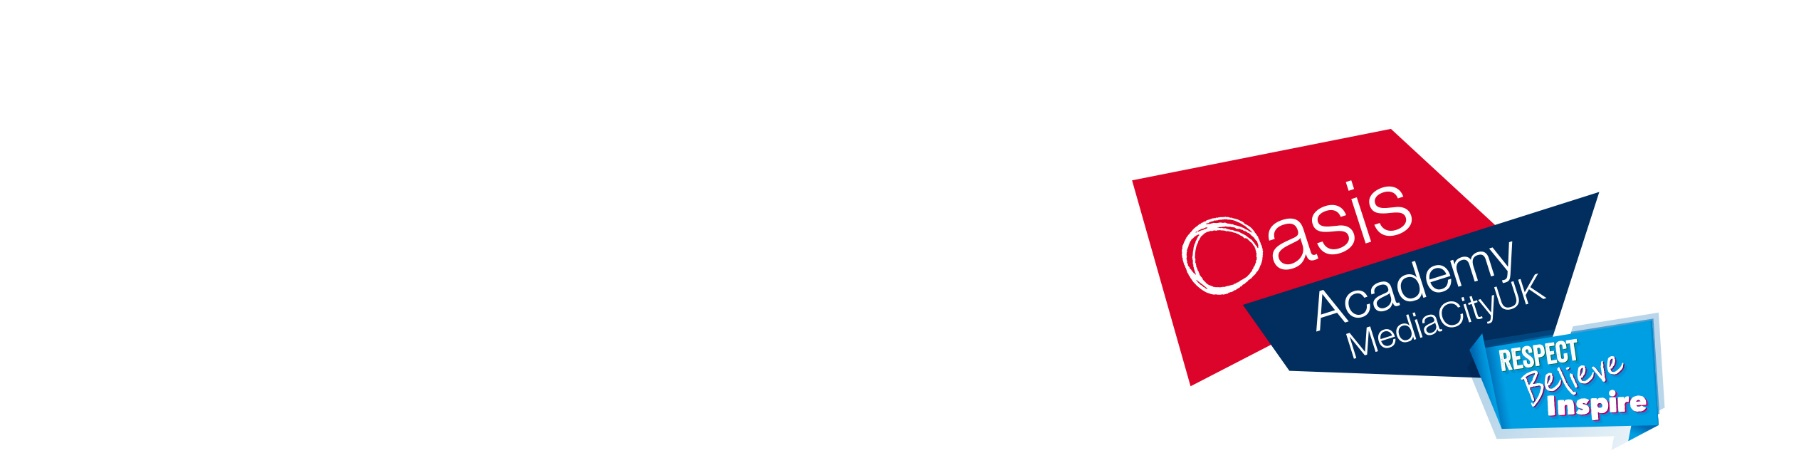 Oasis
Academy
MediaCityUK
RESPECT
Believe
Inspire